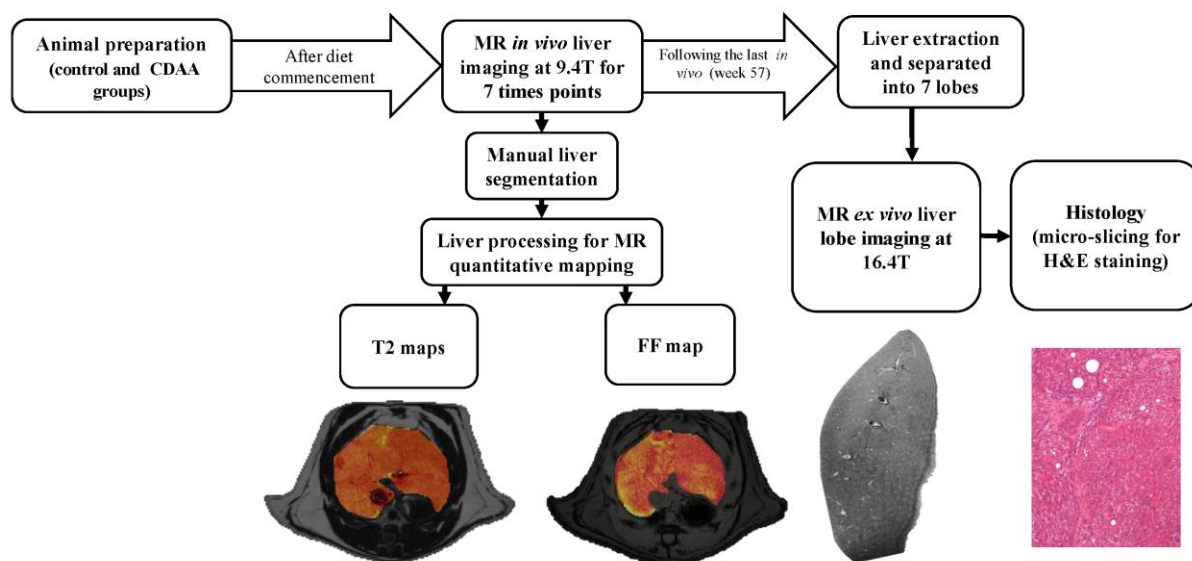 Animal preparation
(control and CDAA
groups)
After diet
commencement
MR in vivo liver
imaging at 9.4T for
7 times points
Following the last in
vivo (week 57)
Liver extraction
and separated
into 7 lobes
Manual liver
segmentation
Liver processing for MR
quantitative mapping
T2 maps
FF map
MR ex vivo liver
lobe imaging at
16.4T
Histology
(micro-slicing for
H&E staining)